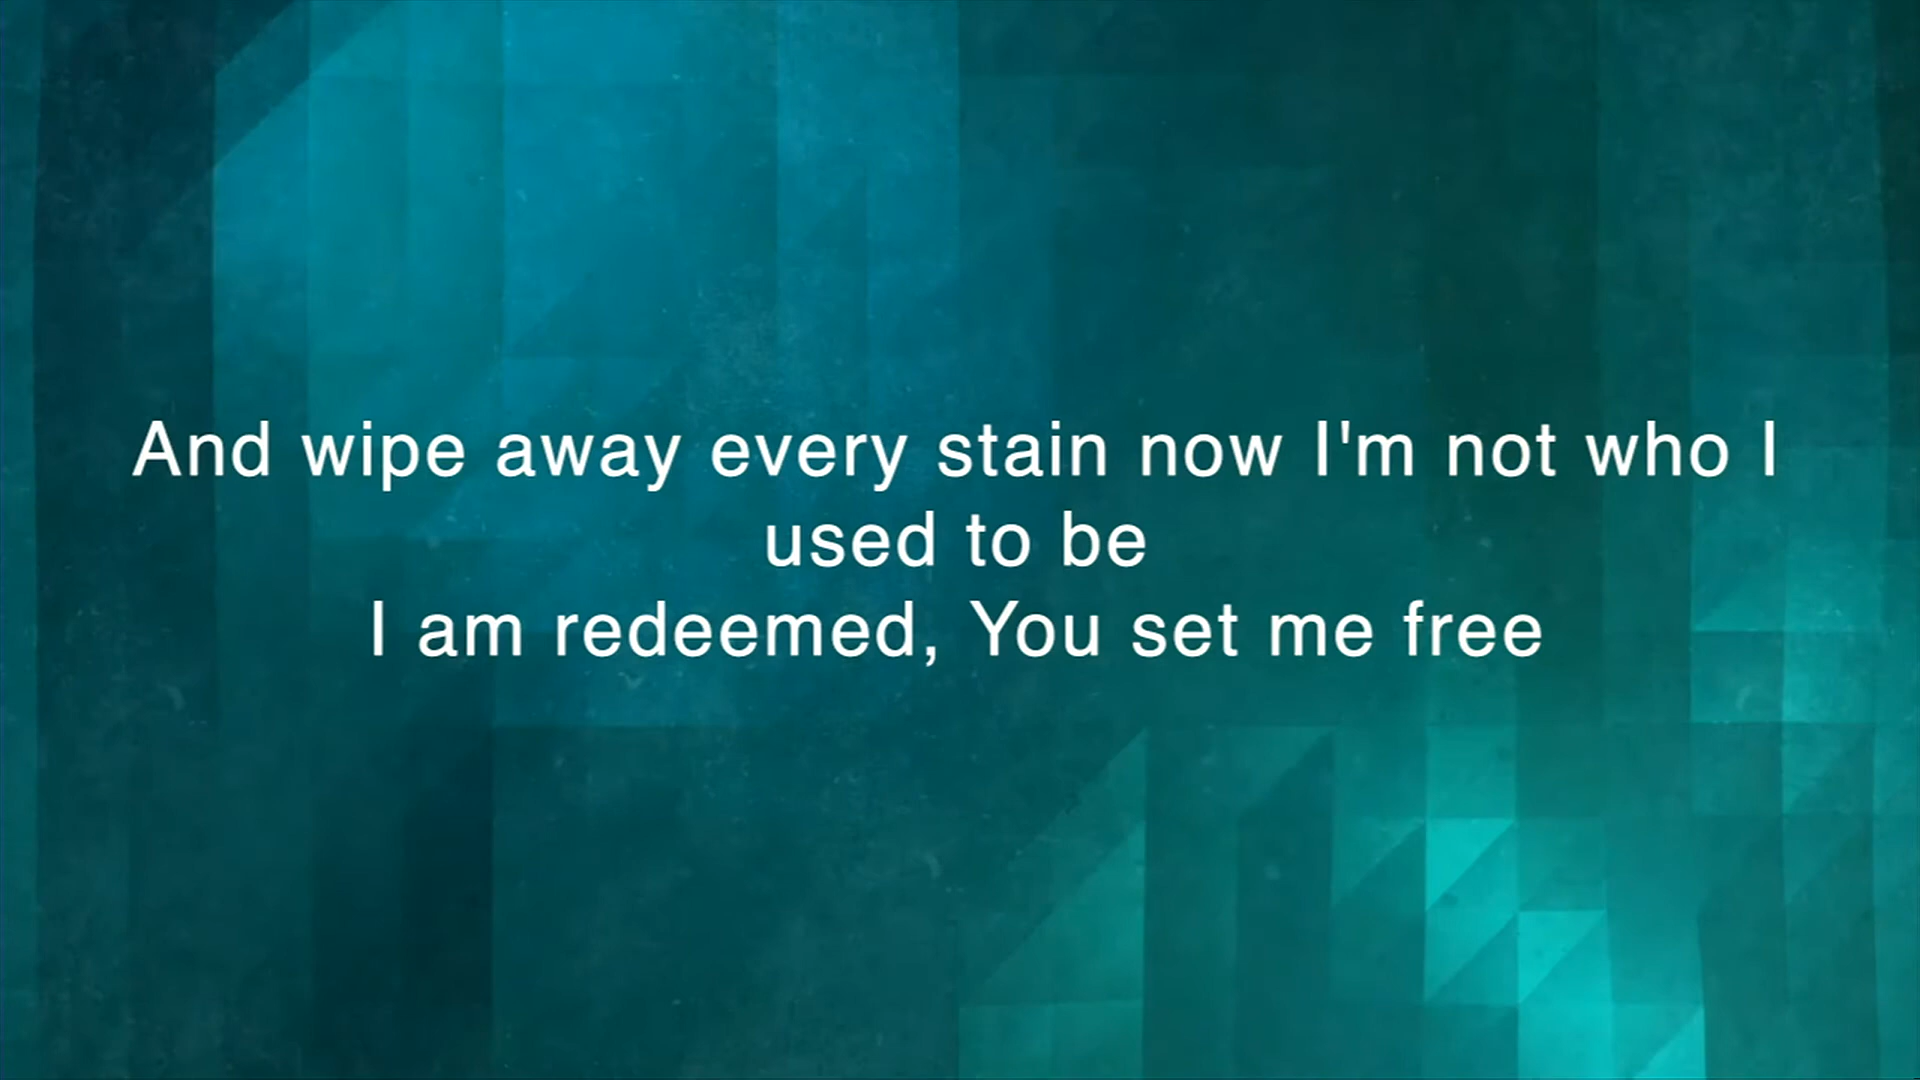 And wipe away every stain now I'm not who I
used to be
I am redeemed, You set me free